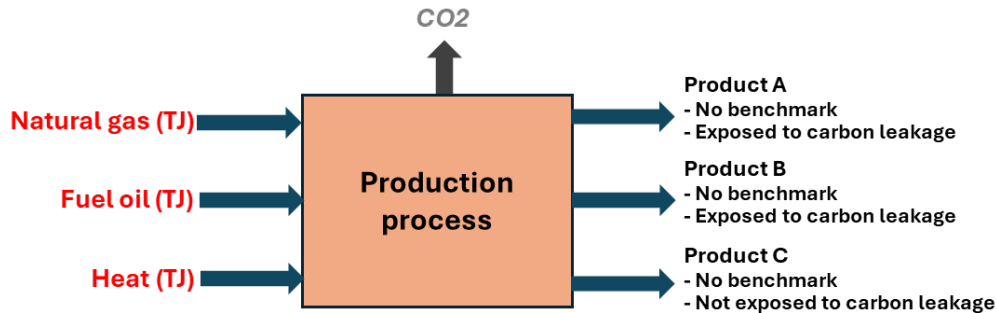 CO2
Natural gas (TJ)
Fuel oil (TJ)
Heat (TJ)
Production
process
Product A
- No benchmark
- Exposed to carbon leakage
Product B
- No benchmark
- Exposed to carbon leakage
Product C
- No benchmark
- Not exposed to carbon leakage